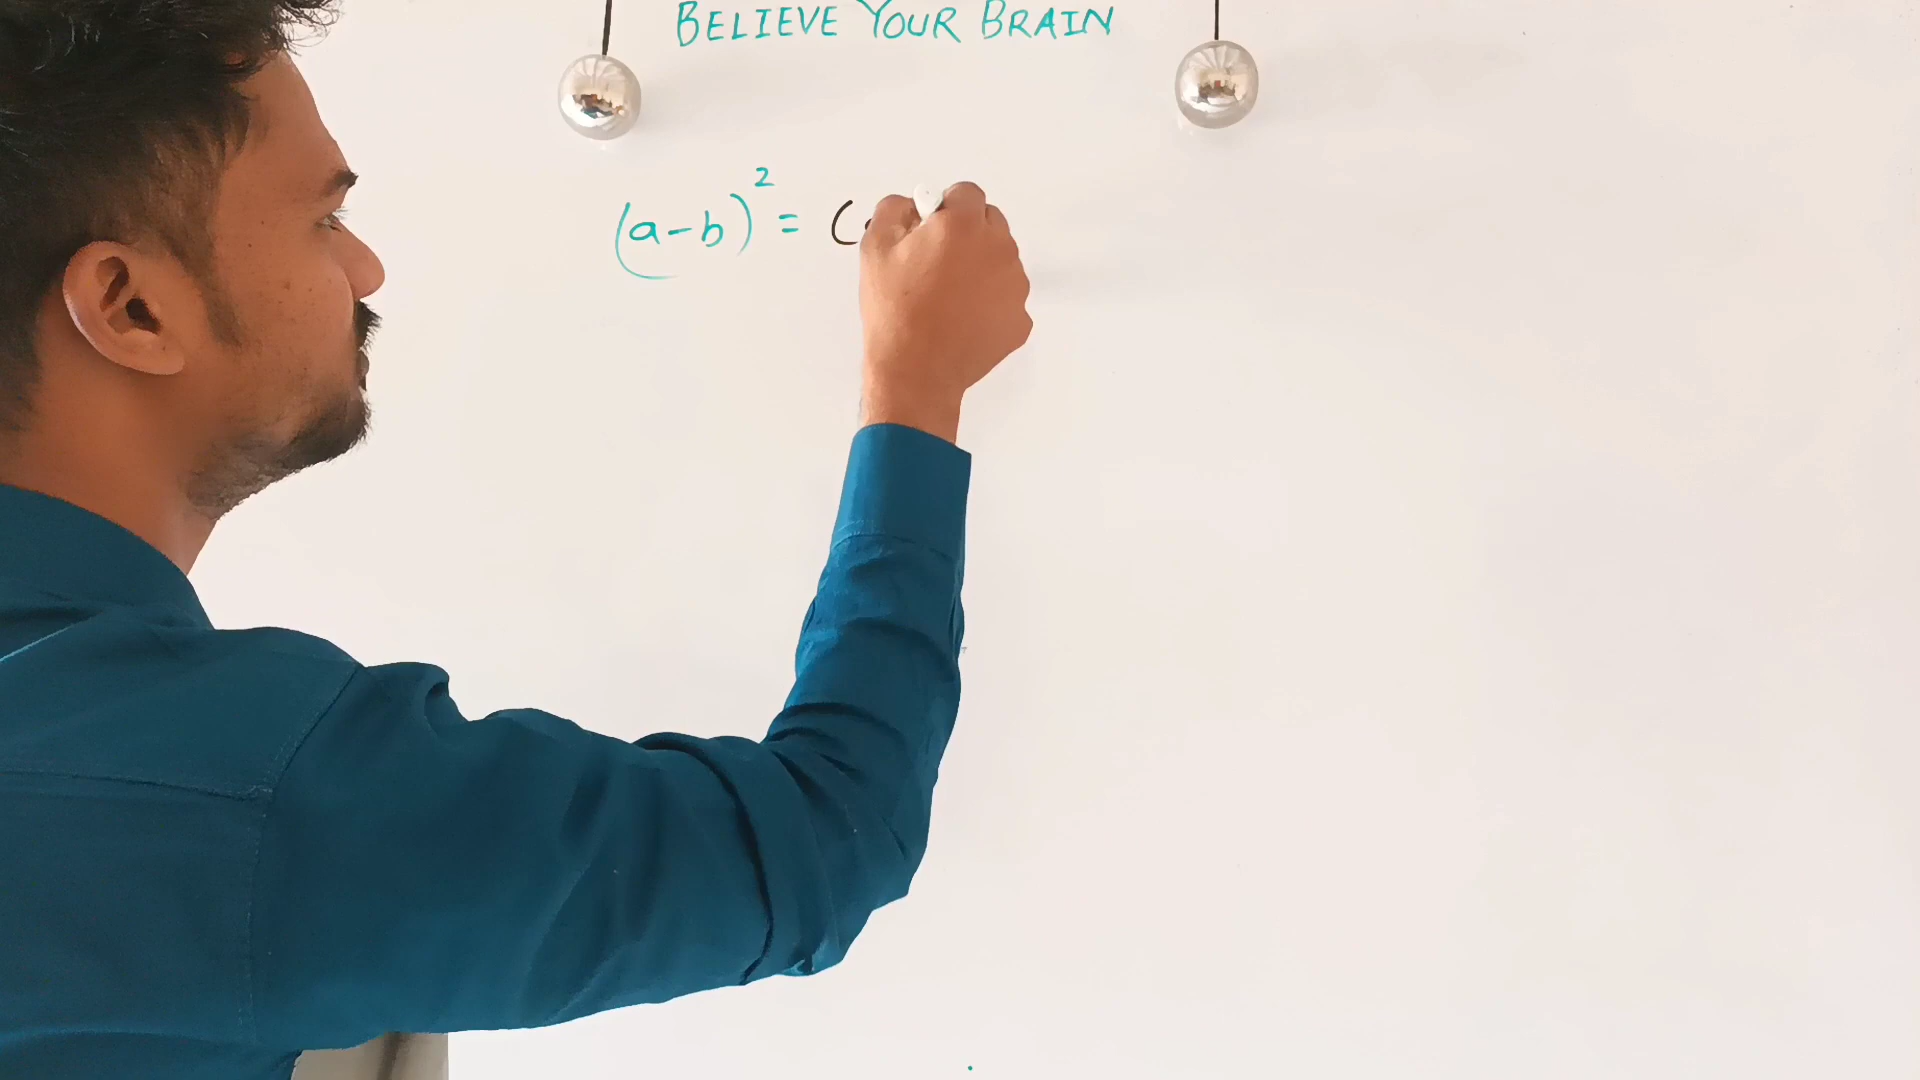 BELIEVE YOUR BRAIN
(a-b)² = (